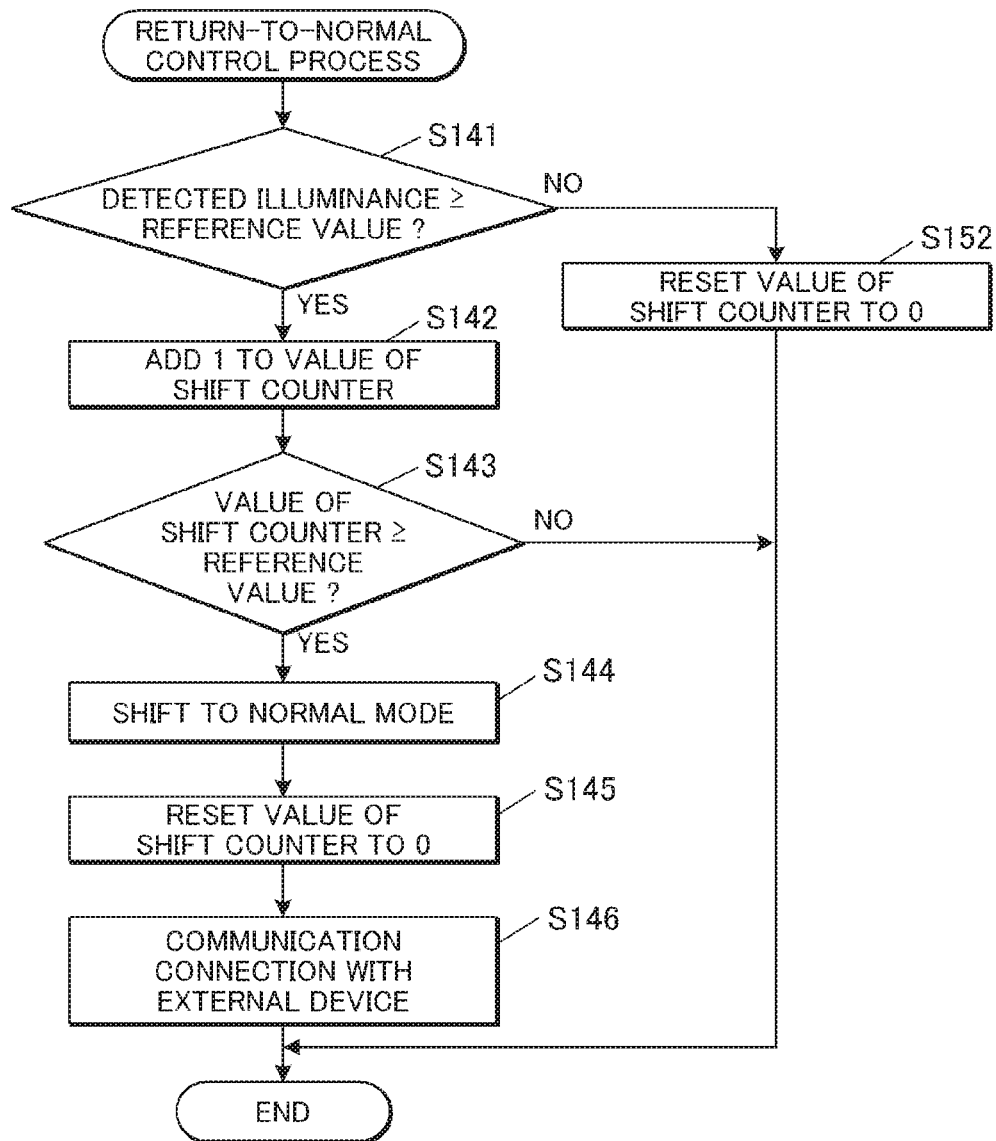 RETURN-TO-NORMAL
CONTROL PROCESS
S141
DETECTED ILLUMINANCE ≥
REFERENCE VALUE ?
NO
YES
S152
RESET VALUE OF
SHIFT COUNTER TO 0
S142
ADD 1 TO VALUE OF
SHIFT COUNTER
S143
VALUE OF
SHIFT COUNTER ≥
REFERENCE
VALUE ?
NO
YES
S144
SHIFT TO NORMAL MODE
S145
RESET VALUE OF
SHIFT COUNTER TO 0
S146
COMMUNICATION
CONNECTION WITH
EXTERNAL DEVICE
END